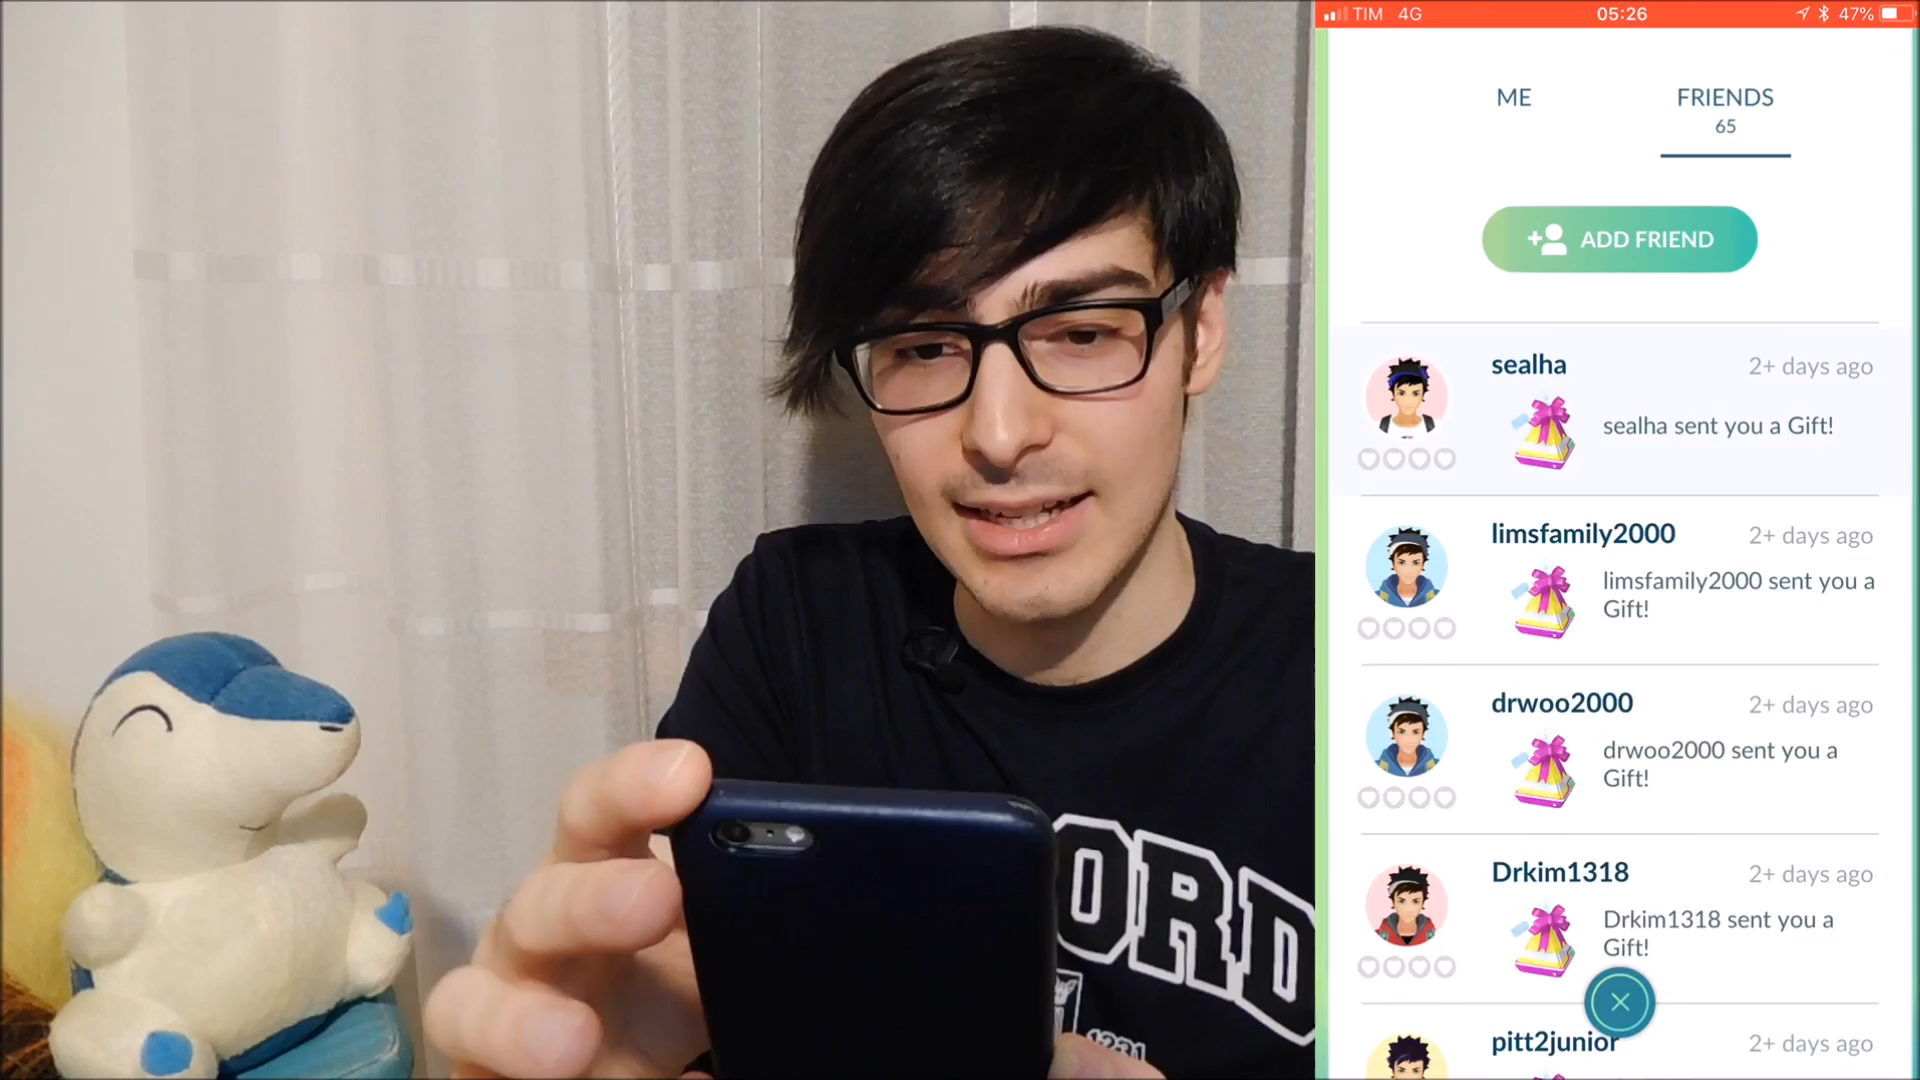 TIM 4G 05:26 47%
ME FRIENDS
65
ADD FRIEND
sealha 2+ days ago
sealha sent you a Gift!
limsfamily2000 2+ days ago
limsfamily2000 sent you a
Gift!
drwoo2000 2+ days ago
drwoo2000 sent you a
Gift!
Drkim1318 2+ days ago
Drkim1318 sent you a
Gift!
pitt2junior 2+ days ago
ORD
1231